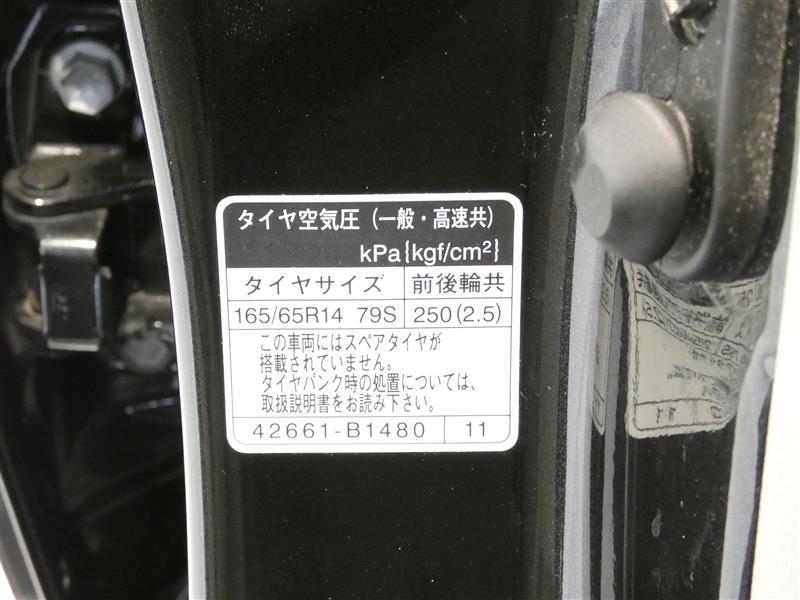 タイヤ空気圧（一般・高速共）
kPa{kgf/cm²}
タイヤサイズ 前後輪共
165/65R14 79S 250(2.5)
この車両にはスペアタイヤが
搭載されていません。
タイヤパンク時の処置については、
取扱説明書をお読み下さい。
42661-B1480 11